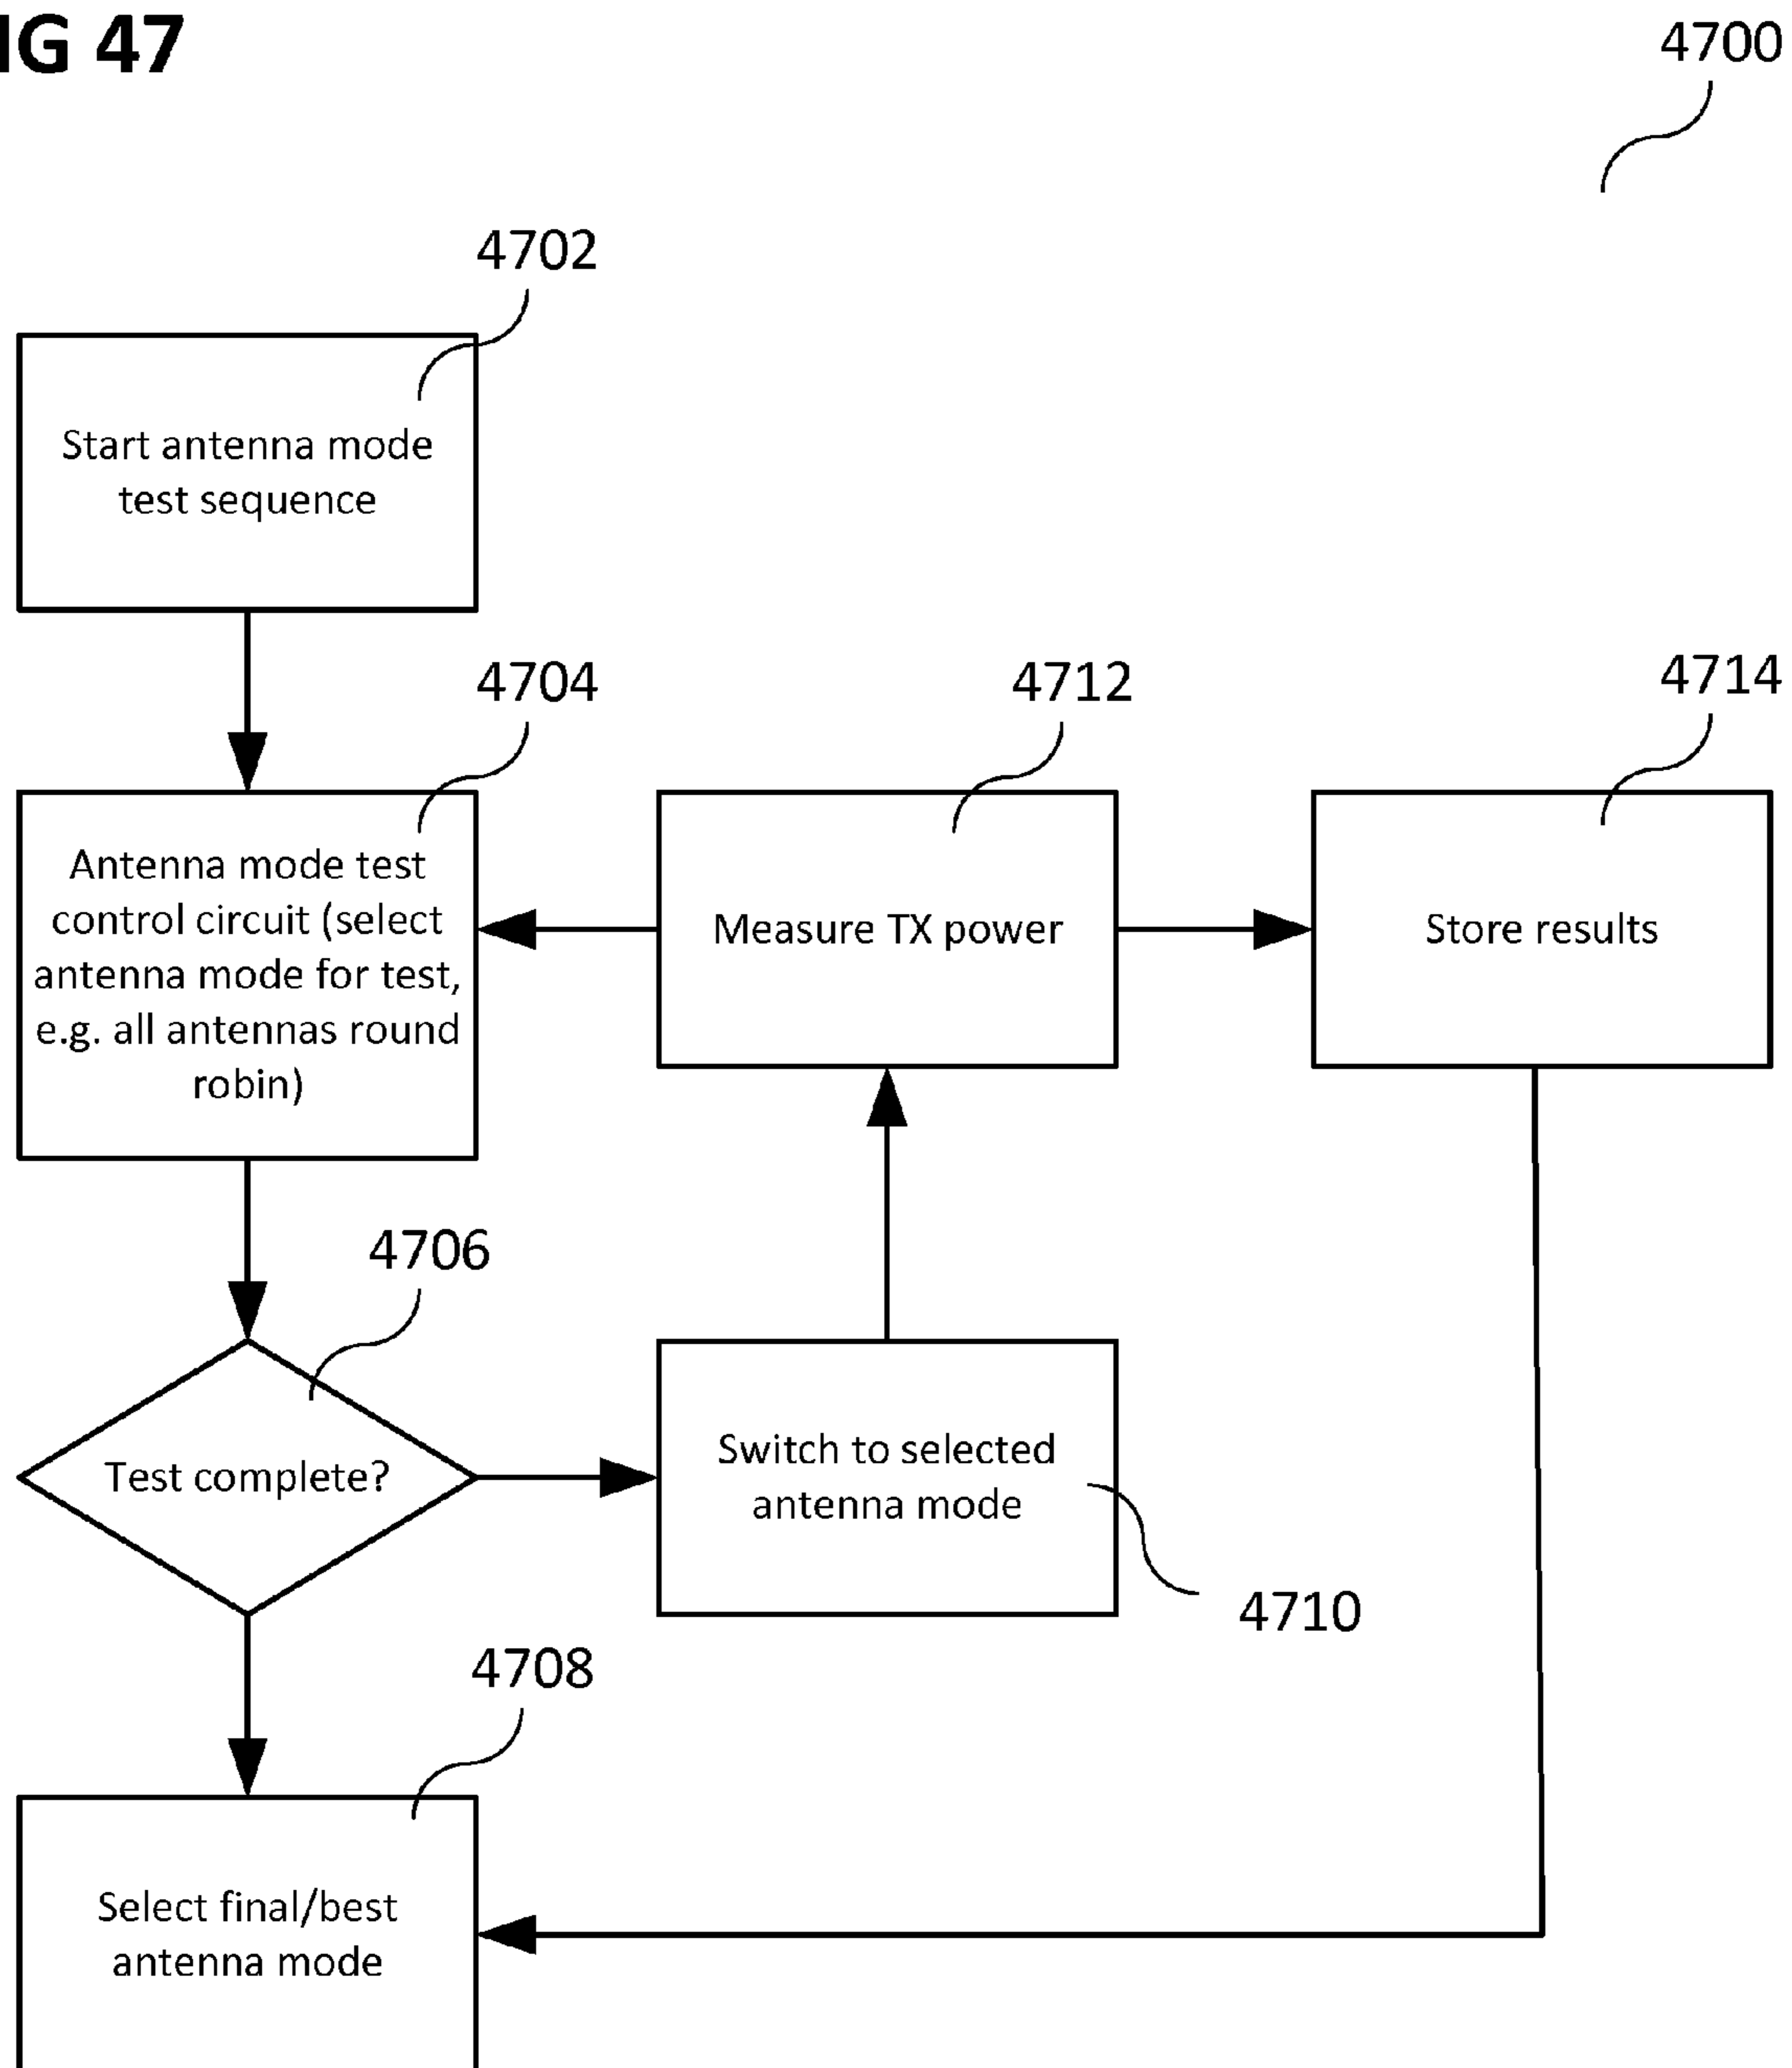 IG 47
4700
4702
Start antenna mode
test sequence
4704
4712
4714
Antenna mode test
control circuit (select
antenna mode for test,
e.g. all antennas round
robin)
Measure TX power
Store results
4706
Test complete?
Switch to selected
antenna mode
4710
4708
Select final/best
antenna mode